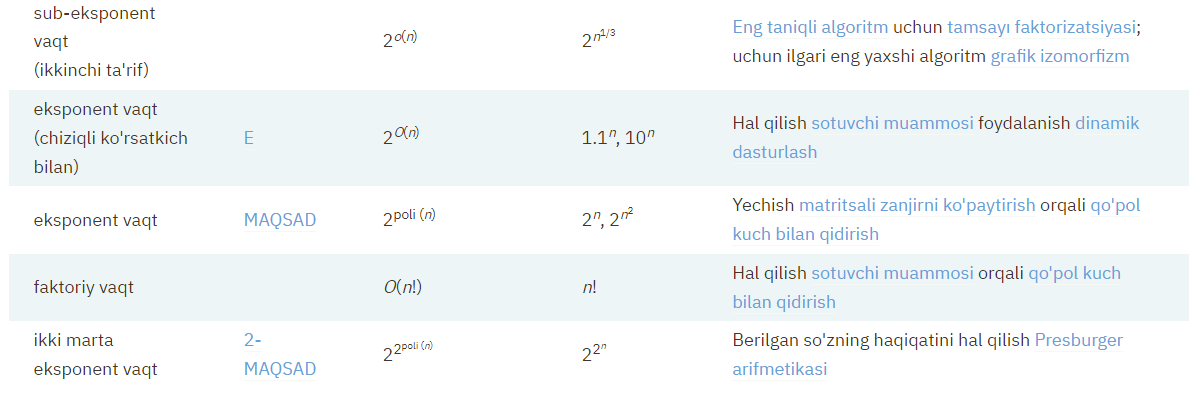 sub-eksponent
vaqt
(ikkinchi ta'rif)
2^o(n)
2^n^1/3
Eng taniqli algoritm uchun tamsayı faktorizatsiyasi;
uchun ilgari eng yaxshi algoritm grafik izomorfizm
eksponent vaqt
(chiziqli ko'rsatkich
bilan)
E
2^O(n)
1.1^n, 10^n
Hal qilish sotuvchi muammosi foydalanish dinamik
dasturlash
eksponent vaqt
MAQSAD
2^poli (n)
2^n, 2^n^2
Yechish matritsali zanjirni ko'paytirish orqali qo'pol
kuch bilan qidirish
faktoriy vaqt
O(n!)
n!
Hal qilish sotuvchi muammosi orqali qo'pol kuch
bilan qidirish
ikki marta
eksponent vaqt
2-
MAQSAD
2^2^poli (n)
2^2^n
Berilgan so'zning haqiqatini hal qilish Presburger
arifmetikasi